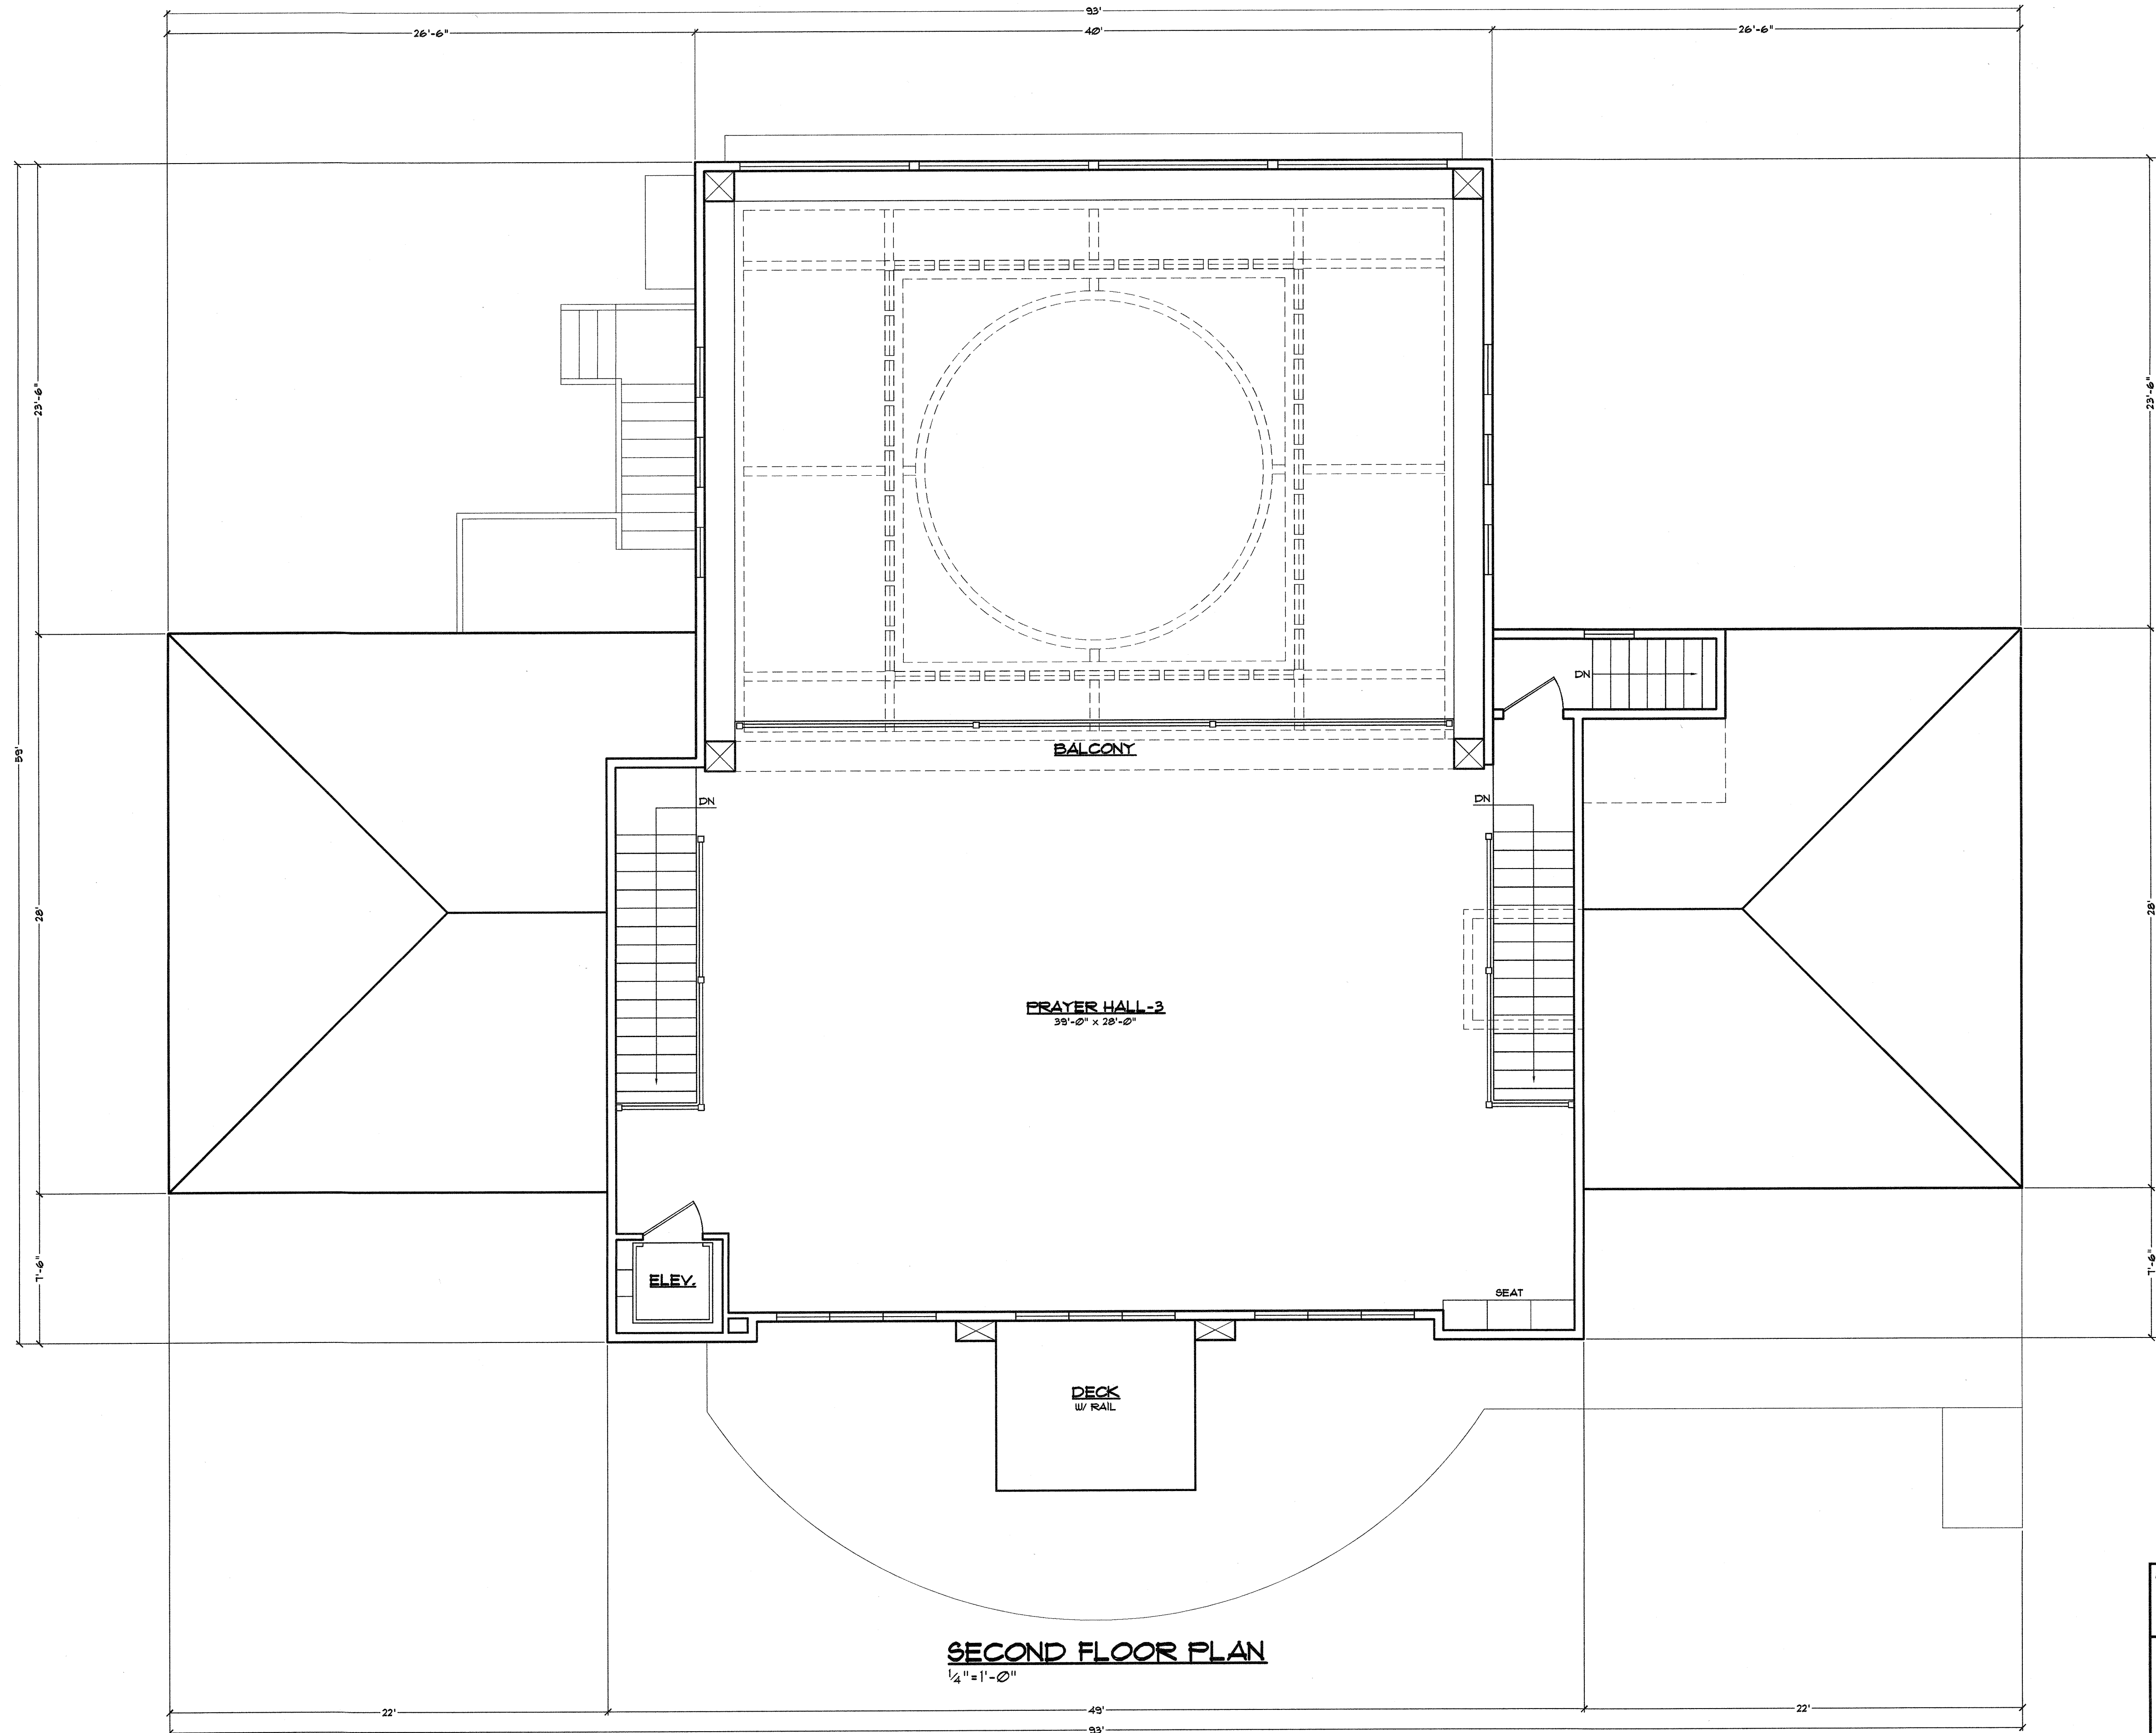 93'
26'-6"
40'
26'-6"
23'-6"
23'-6"
59'
DN
BALCONY
DN
DN
28'
28'
PRAYER HALL-3
39'-0" x 28'-0"
7'-6"
7'-6"
ELEV.
SEAT
DECK
W/ RAIL
SECOND FLOOR PLAN
1/4"=1'-0"
22'
49'
22'
93'